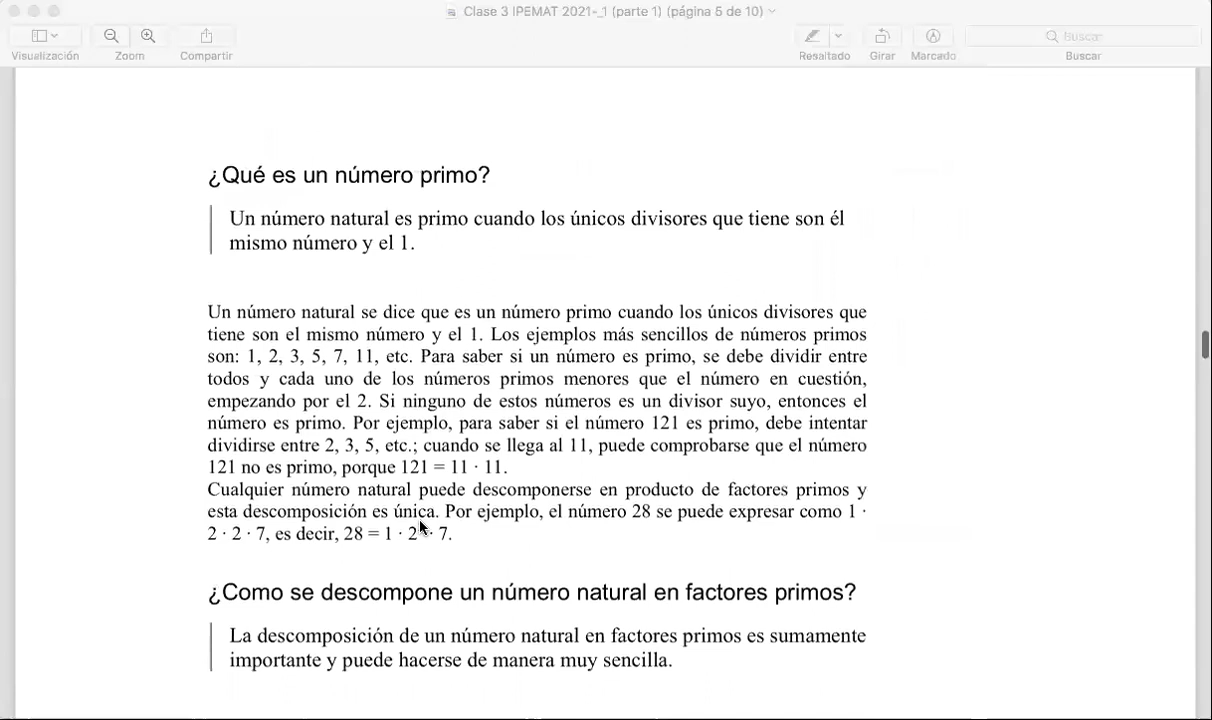 Clase 3 IPEMAT 2021-_1 (parte 1) (página 5 de 10)
Visualización Zoom Compartir Resaltado Girar Marcado Buscar Buscar
¿Qué es un número primo?
Un número natural es primo cuando los únicos divisores que tiene son él
mismo número y el 1.
Un número natural se dice que es un número primo cuando los únicos divisores que
tiene son el mismo número y el 1. Los ejemplos más sencillos de números primos
son: 1, 2, 3, 5, 7, 11, etc. Para saber si un número es primo, se debe dividir entre
todos y cada uno de los números primos menores que el número en cuestión,
empezando por el 2. Si ninguno de estos números es un divisor suyo, entonces el
número es primo. Por ejemplo, para saber si el número 121 es primo, debe intentar
dividirse entre 2, 3, 5, etc.; cuando se llega al 11, puede comprobarse que el número
121 no es primo, porque 121 = 11 · 11.
Cualquier número natural puede descomponerse en producto de factores primos y
esta descomposición es única. Por ejemplo, el número 28 se puede expresar como 1 ·
2 · 2 · 7, es decir, 28 = 1 · 2 · 7.
¿Como se descompone un número natural en factores primos?
La descomposición de un número natural en factores primos es sumamente
importante y puede hacerse de manera muy sencilla.